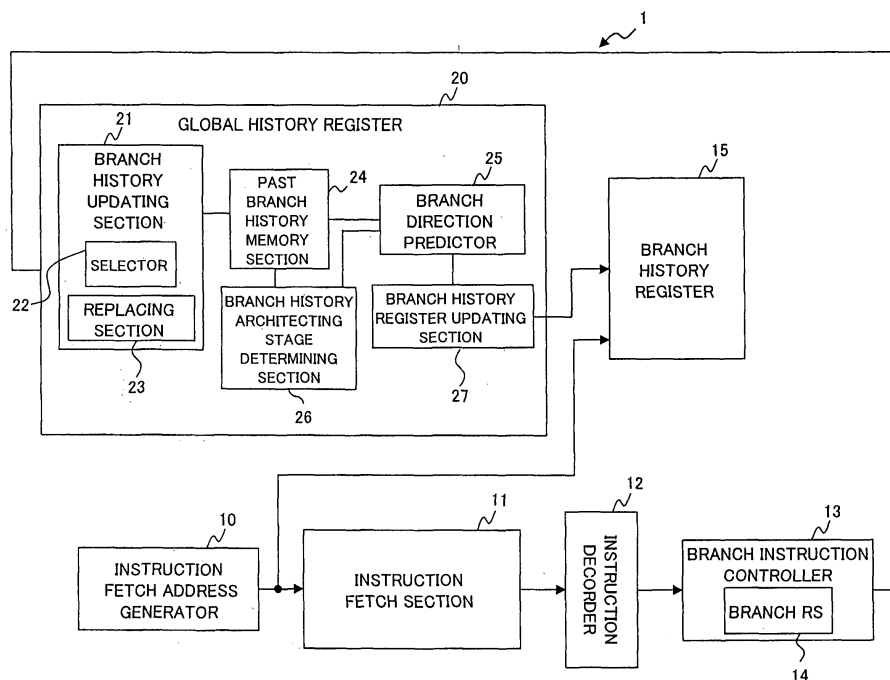 1
20
GLOBAL HISTORY REGISTER
21
BRANCH
HISTORY
UPDATING
SECTION
SELECTOR
22
REPLACING
SECTION
23
24
PAST
BRANCH
HISTORY
MEMORY
SECTION
25
BRANCH
DIRECTION
PREDICTOR
BRANCH HISTORY
ARCHITECTING
STAGE
DETERMINING
SECTION
26
BRANCH HISTORY
REGISTER UPDATING
SECTION
27
15
BRANCH
HISTORY
REGISTER
10
INSTRUCTION
FETCH ADDRESS
GENERATOR
11
INSTRUCTION
FETCH SECTION
12
INSTRUCTION
DECORDER
13
BRANCH INSTRUCTION
CONTROLLER
BRANCH RS
14